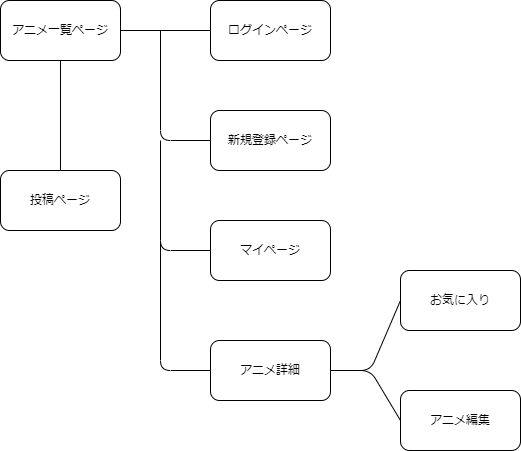 アニメ一覧ページ
ログインページ
新規登録ページ
投稿ページ
マイページ
お気に入り
アニメ詳細
アニメ編集